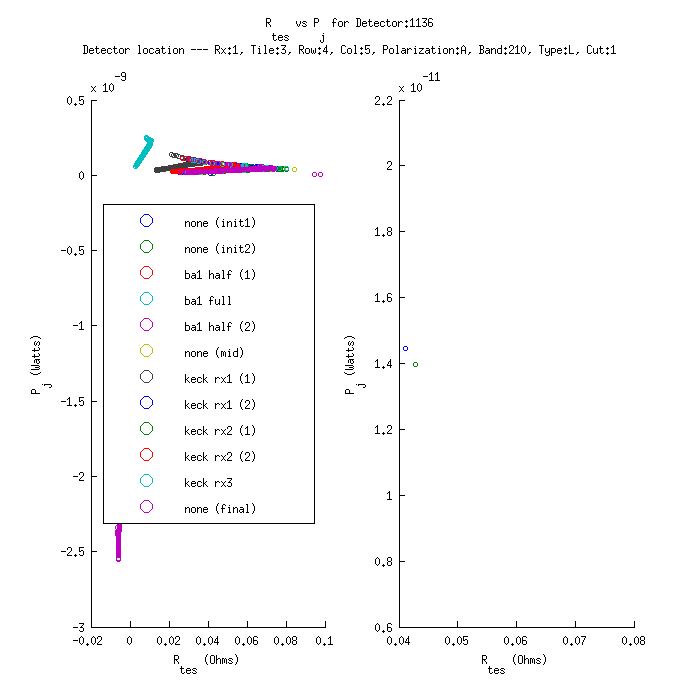 R    vs P  for Detector:1136
tes     j
Detector location --- Rx:1, Tile:3, Row:4, Col:5, Polarization:A, Band:210, Type:L, Cut:1
x 10 -9
0.5
0
-0.5
-1
-1.5
-2
-2.5
-3
-0.02 0 0.02 0.04 0.06 0.08 0.1
P j (Watts)
R tes (Ohms)
none (init1)
none (init2)
ba1 half (1)
ba1 full
ba1 half (2)
none (mid)
keck rx1 (1)
keck rx1 (2)
keck rx2 (1)
keck rx2 (2)
keck rx3
none (final)
x 10 -11
2.2
2
1.8
1.6
1.4
1.2
1
0.8
0.6
0.04 0.05 0.06 0.07 0.08
P j (Watts)
R tes (Ohms)